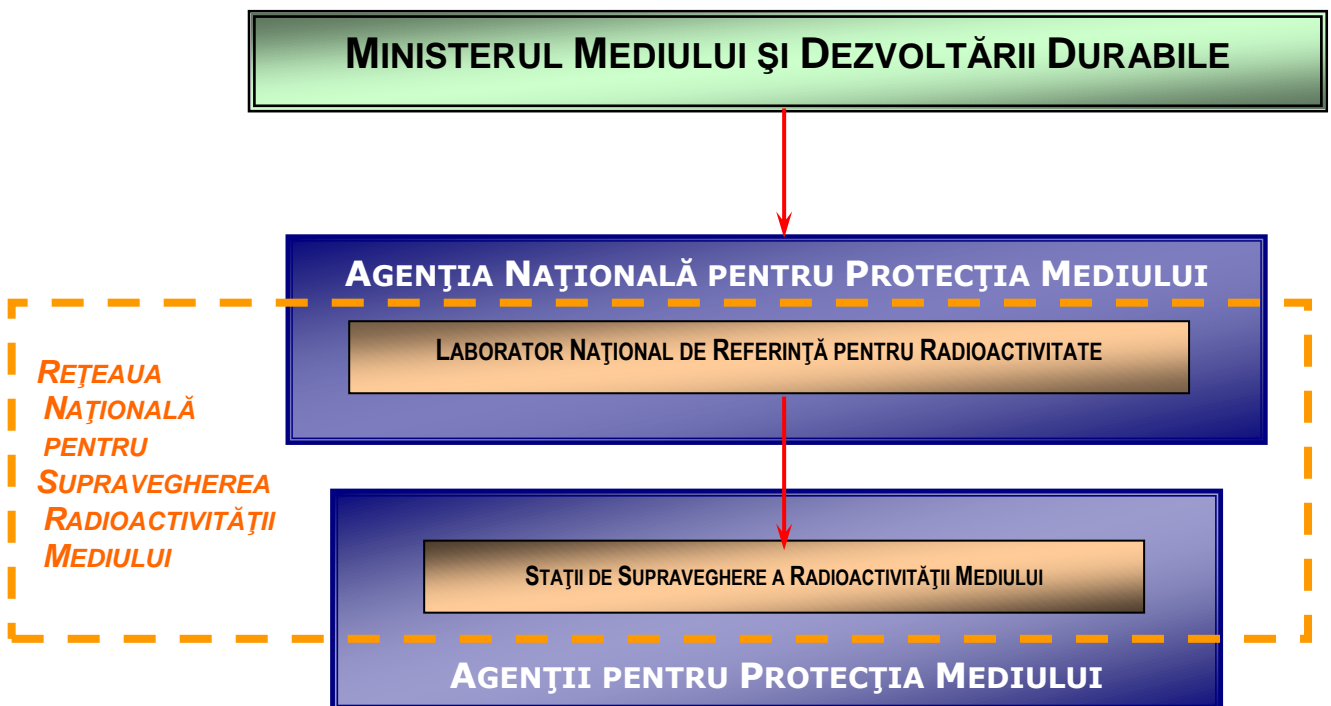 MINISTERUL MEDIULUI ŞI DEZVOLTĂRII DURABILE
AGENŢIA NAŢIONALĂ PENTRU PROTECŢIA MEDIULUI
LABORATOR NAŢIONAL DE REFERINŢĂ PENTRU RADIOACTIVITATE
REŢEAUA
NAŢIONALĂ
PENTRU
SUPRAVEGHEREA
RADIOACTIVITĂŢII
MEDIULUI
STAŢII DE SUPRAVEGHERE A RADIOACTIVITĂŢII MEDIULUI
AGENŢII PENTRU PROTECŢIA MEDIULUI